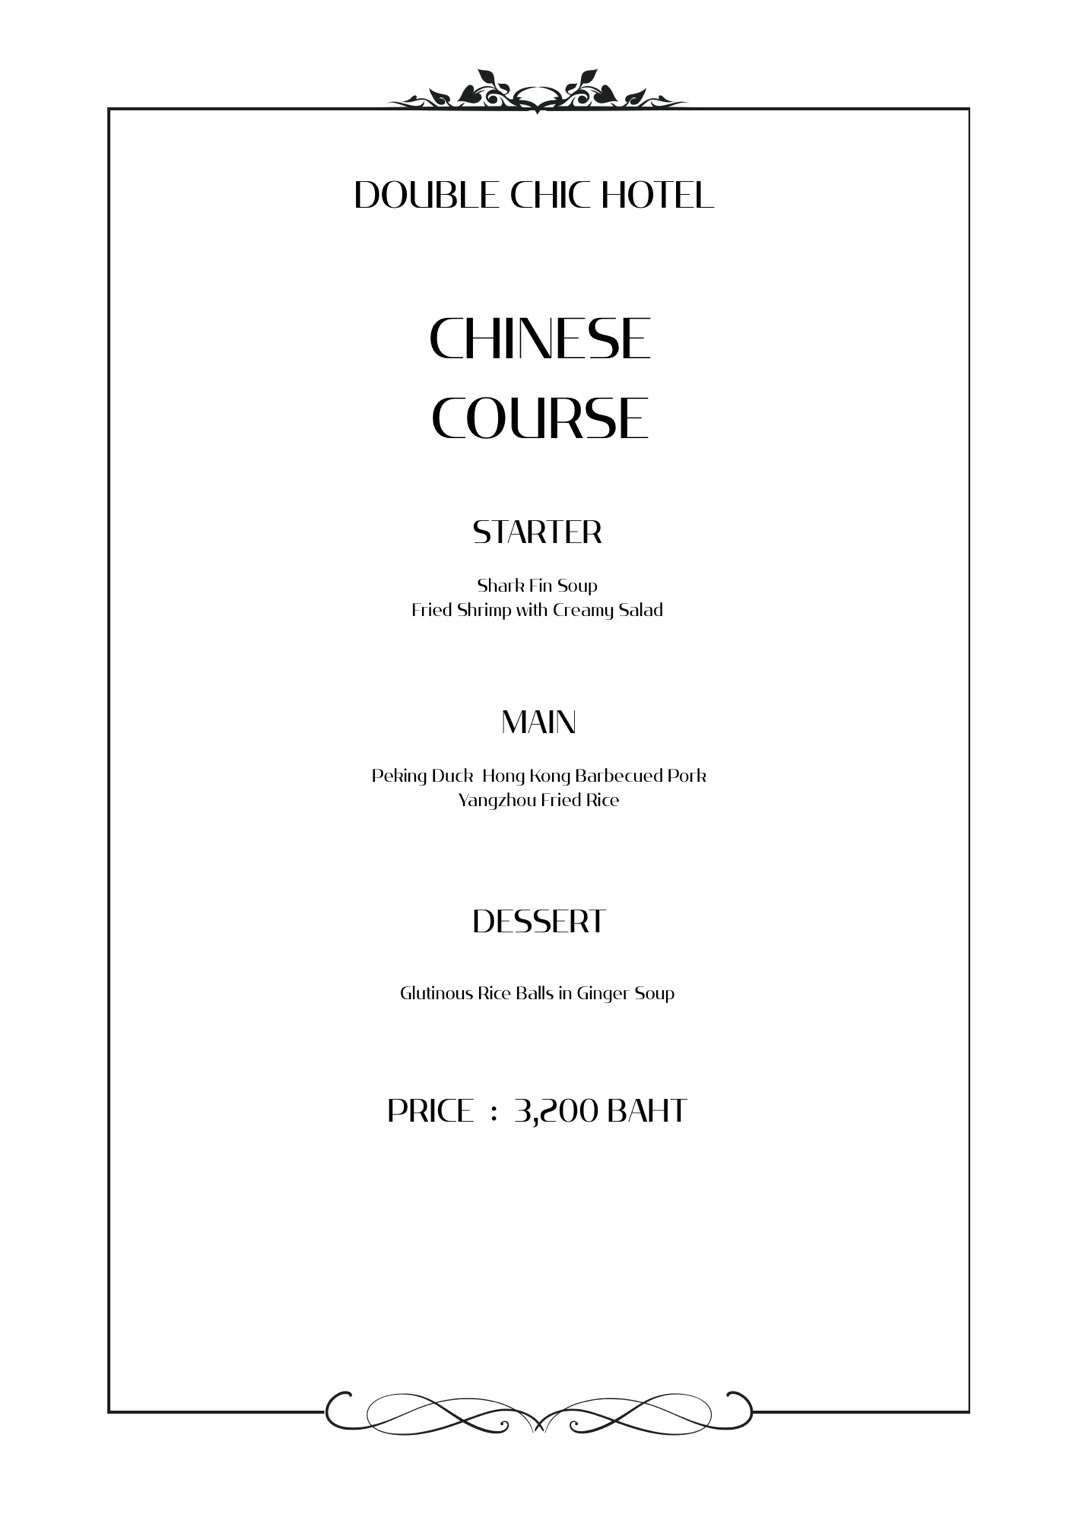 DOUBLE CHIC HOTEL
CHINESE
COURSE
STARTER
Shark Fin Soup
Fried Shrimp with Creamy Salad
MAIN
Peking Duck  Hong Kong Barbecued Pork
Yangzhou Fried Rice
DESSERT
Glutinous Rice Balls in Ginger Soup
PRICE : 3,200 BAHT